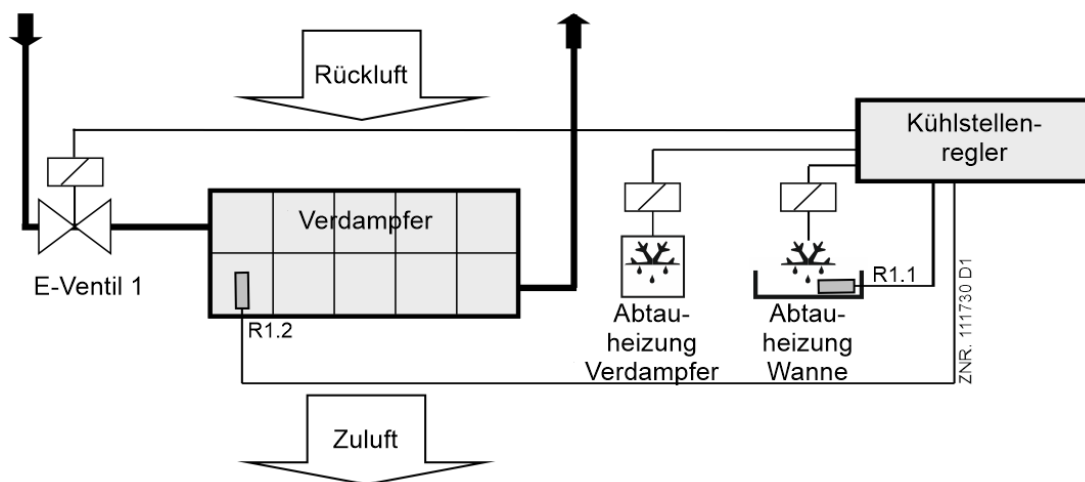 Rückluft
Kühlstellen-
regler
Verdampfer
E-Ventil 1
R1.2
R1.1
Abtau-
heizung
Verdampfer
Abtau-
heizung
Wanne
ZNR. 111730 D1
Zuluft